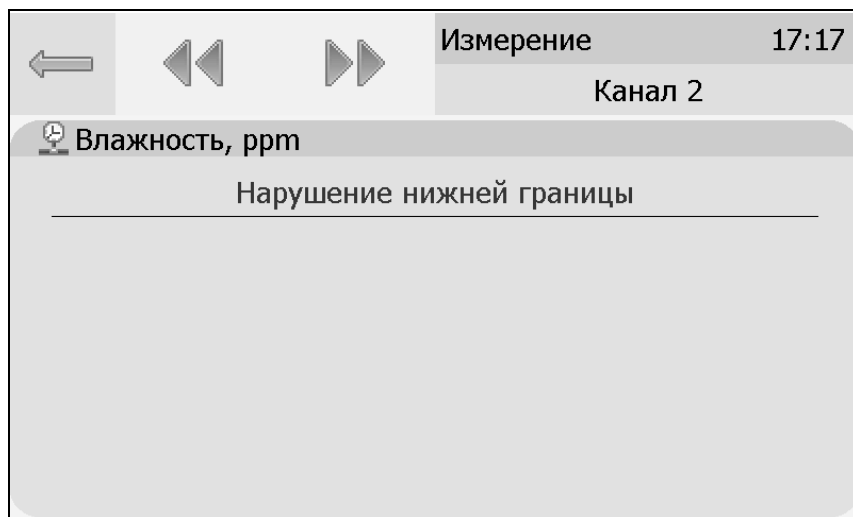 Измерение 17:17
Канал 2
Влажность, ppm
Нарушение нижней границы